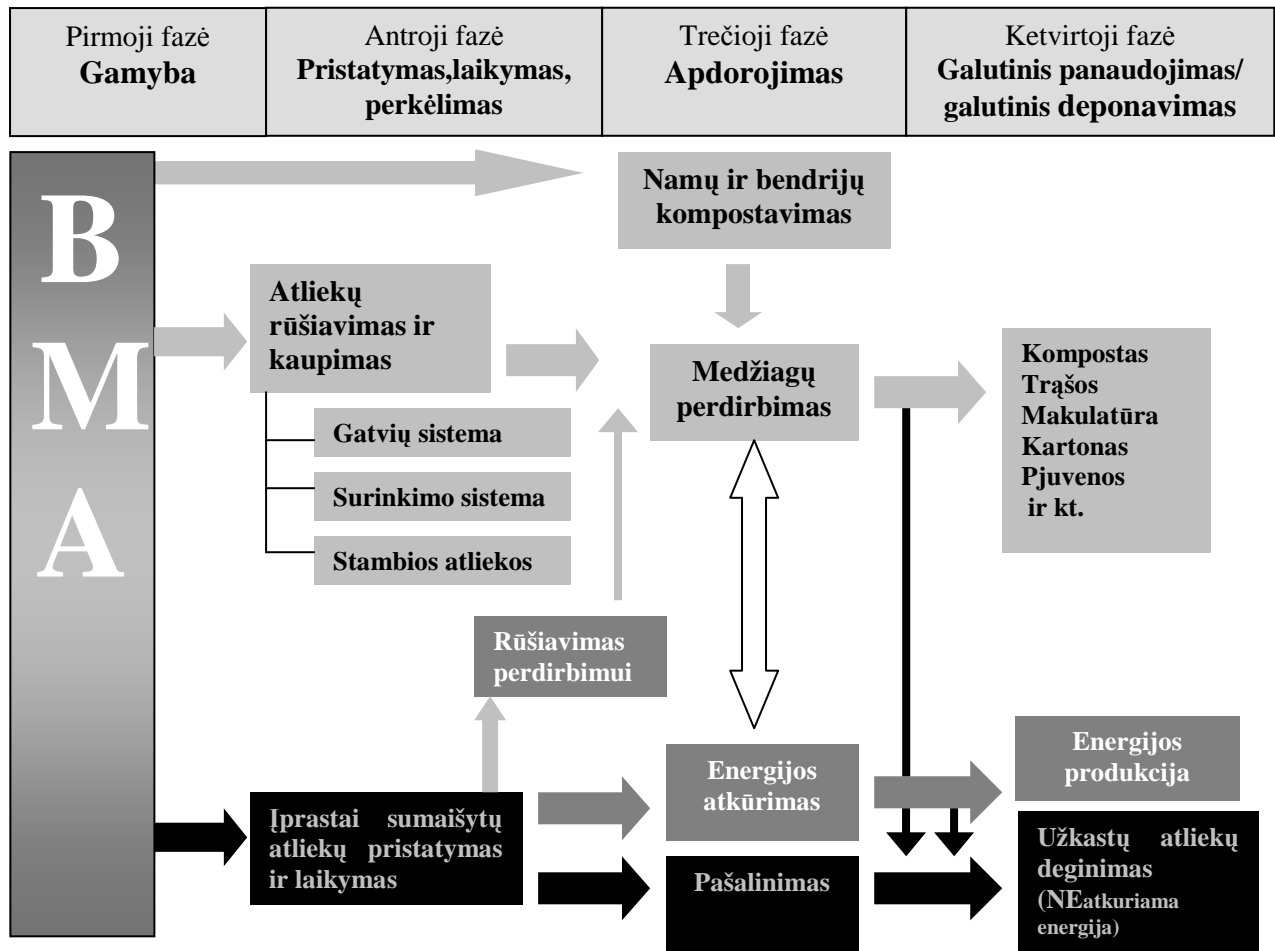 Pirmoji fazė
Gamyba
Antroji fazė
Pristatymas,laikymas,
perkėlimas
Trečioji fazė
Apdorojimas
Ketvirtoji fazė
Galutinis panaudojimas/
galutinis deponavimas
B
M
A
Namų ir bendrijų
kompostavimas
Atliekų
rūšiavimas ir
kaupimas
Gatvių sistema
Surinkimo sistema
Stambios atliekos
Medžiagų
perdirbimas
Kompostas
Trąšos
Makulatūra
Kartonas
Pjuvenos
ir kt.
Rūšiavimas
perdirbimui
Energijos
atkūrimas
Energijos
produkcija
Įprastai sumaišytų
atliekų pristatymas
ir laikymas
Pašalinimas
Užkastų atliekų
deginimas
(NEatkuriama
energija)